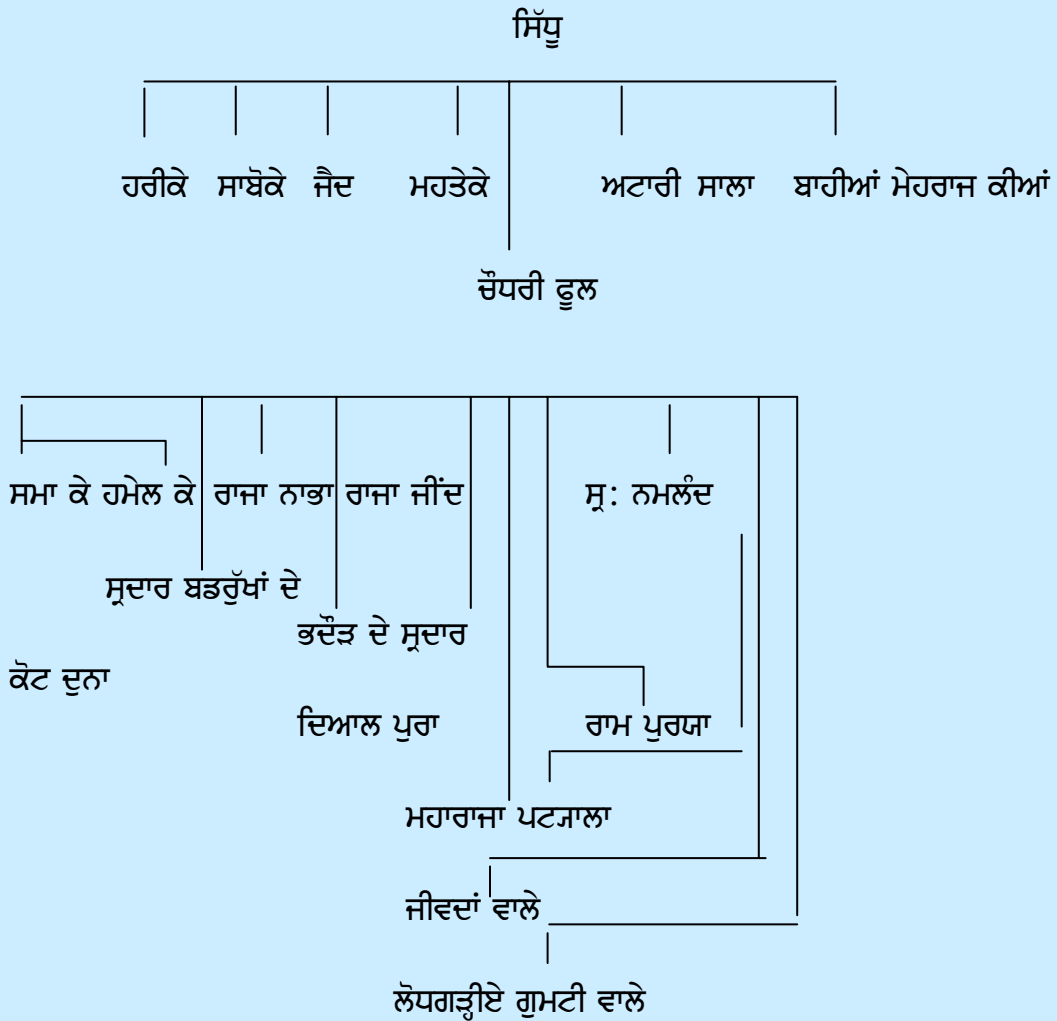 ਸਿੱਧੂ
ਹਰੀਕੇ ਸਾਬੋਕੇ ਜੈਦ ਮਹਤੇਕੇ ਅਟਾਰੀ ਸਾਲਾ ਬਾਹੀਆਂ ਮੇਹਰਾਜ ਕੀਆਂ
ਚੌਧਰੀ ਫੂਲ
ਸਮਾ ਕੇ ਹਮੇਲ ਕੇ ਰਾਜਾ ਨਾਭਾ ਰਾਜਾ ਜੀਂਦ ਸ੍ਰ: ਨਮਲੰਦ
ਸ੍ਰਦਾਰ ਬਡਰੁੱਖਾਂ ਦੇ
ਭਦੌੜ ਦੇ ਸ੍ਰਦਾਰ
ਕੋਟ ਦੁਨਾ
ਦਿਆਲ ਪੁਰਾ ਰਾਮ ਪੁਰਯਾ
ਮਹਾਰਾਜਾ ਪਟਯਾਲਾ
ਜੀਵਦਾਂ ਵਾਲੇ
ਲੋਧਗੜ੍ਹੀਏ ਗੁਮਟੀ ਵਾਲੇ